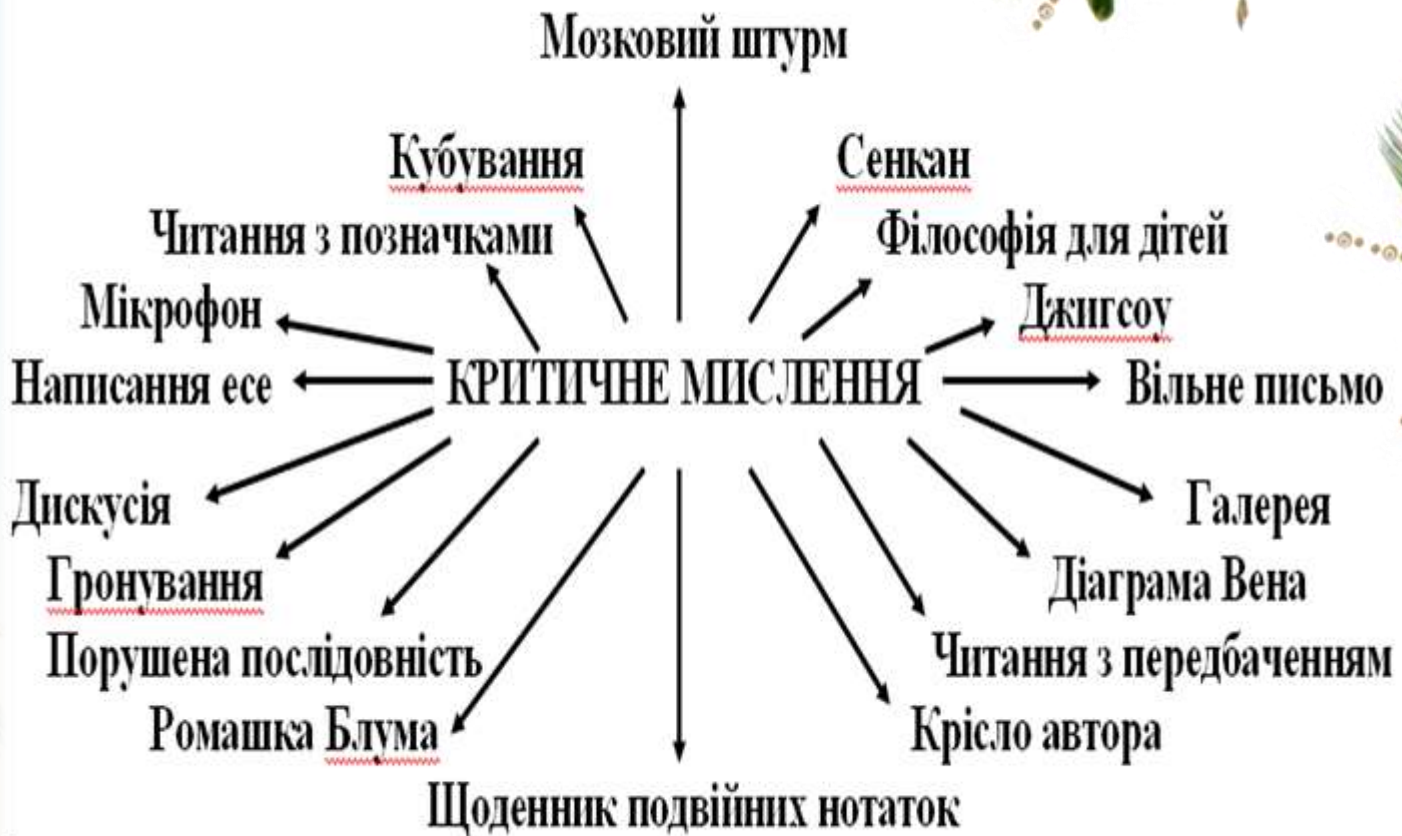 Мозковий штурм
Кубування
Сенкан
Читання з позначками
Філософія для дітей
Мікрофон
Джигсоу
Написання есе
КРИТИЧНЕ МИСЛЕННЯ
Вільне письмо
Дискусія
Галерея
Гронування
Діаграма Вена
Порушена послідовність
Читання з передбаченням
Ромашка Блума
Крісло автора
Щоденник подвійних нотаток